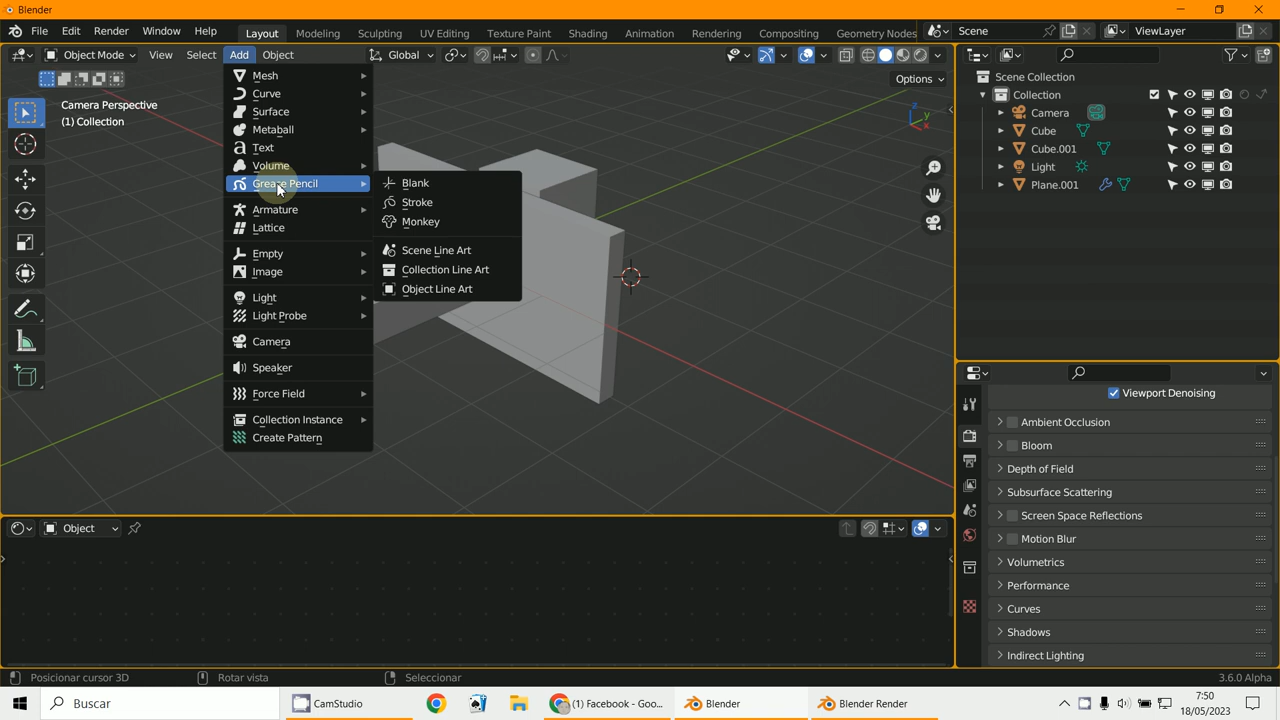 Blender
File Edit Render Window Help
Layout Modeling Sculpting UV Editing Texture Paint Shading Animation Rendering Compositing Geometry Nodes
Scene
ViewLayer
Object Mode View Select Add Object
Global
Options
Camera Perspective
(1) Collection
Mesh
Curve
Surface
Metaball
Text
Volume
Grease Pencil
Armature
Lattice
Empty
Image
Light
Light Probe
Camera
Speaker
Force Field
Collection Instance
Create Pattern
Blank
Stroke
Monkey
Scene Line Art
Collection Line Art
Object Line Art
Z
Y
X
Scene Collection
Collection
Camera
Cube
Cube.001
Light
Plane.001
Viewport Denoising
Ambient Occlusion
Bloom
Depth of Field
Subsurface Scattering
Screen Space Reflections
Motion Blur
Volumetrics
Performance
Curves
Shadows
Indirect Lighting
Object
Posicionar cursor 3D
Rotar vista
Seleccionar
3.6.0 Alpha
Buscar
CamStudio
(1) Facebook - Goo...
Blender
Blender Render
7:50
18/05/2023